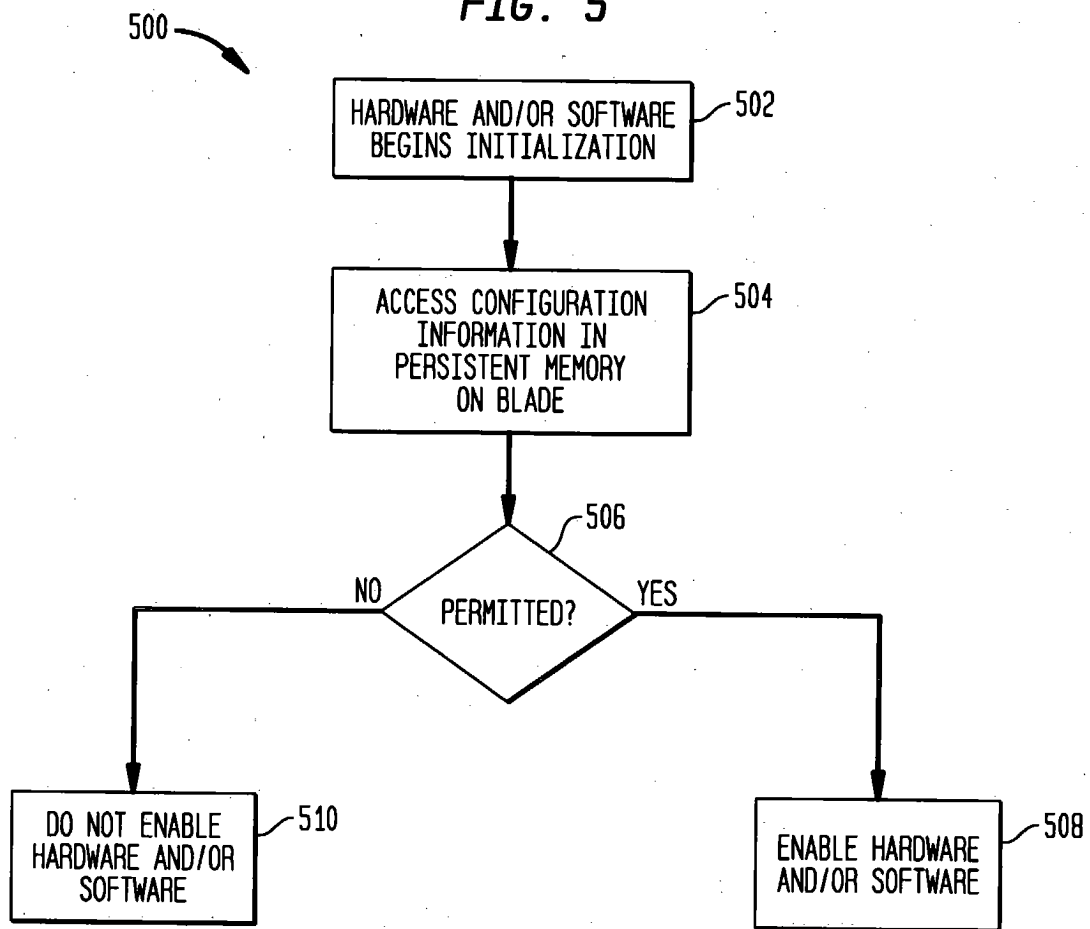 FIG. 5
500
HARDWARE AND/OR SOFTWARE
BEGINS INITIALIZATION
502
ACCESS CONFIGURATION
INFORMATION IN
PERSISTENT MEMORY
ON BLADE
504
506
NO
PERMITTED?
YES
DO NOT ENABLE
HARDWARE AND/OR
SOFTWARE
510
ENABLE HARDWARE
AND/OR SOFTWARE
508